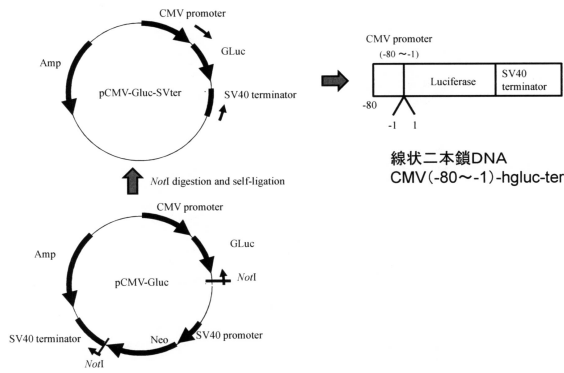 CMV promoter
GLuc
Amp
pCMV-Gluc-SVter
SV40 terminator
NotI digestion and self-ligation
CMV promoter
GLuc
Amp
pCMV-Gluc
NotI
SV40 terminator
Neo
SV40 promoter
NotI
CMV promoter
(-80 ～-1)
Luciferase
SV40
terminator
-80
-1
1
線状二本鎖DNA
CMV(-80～-1)-hgluc-ter